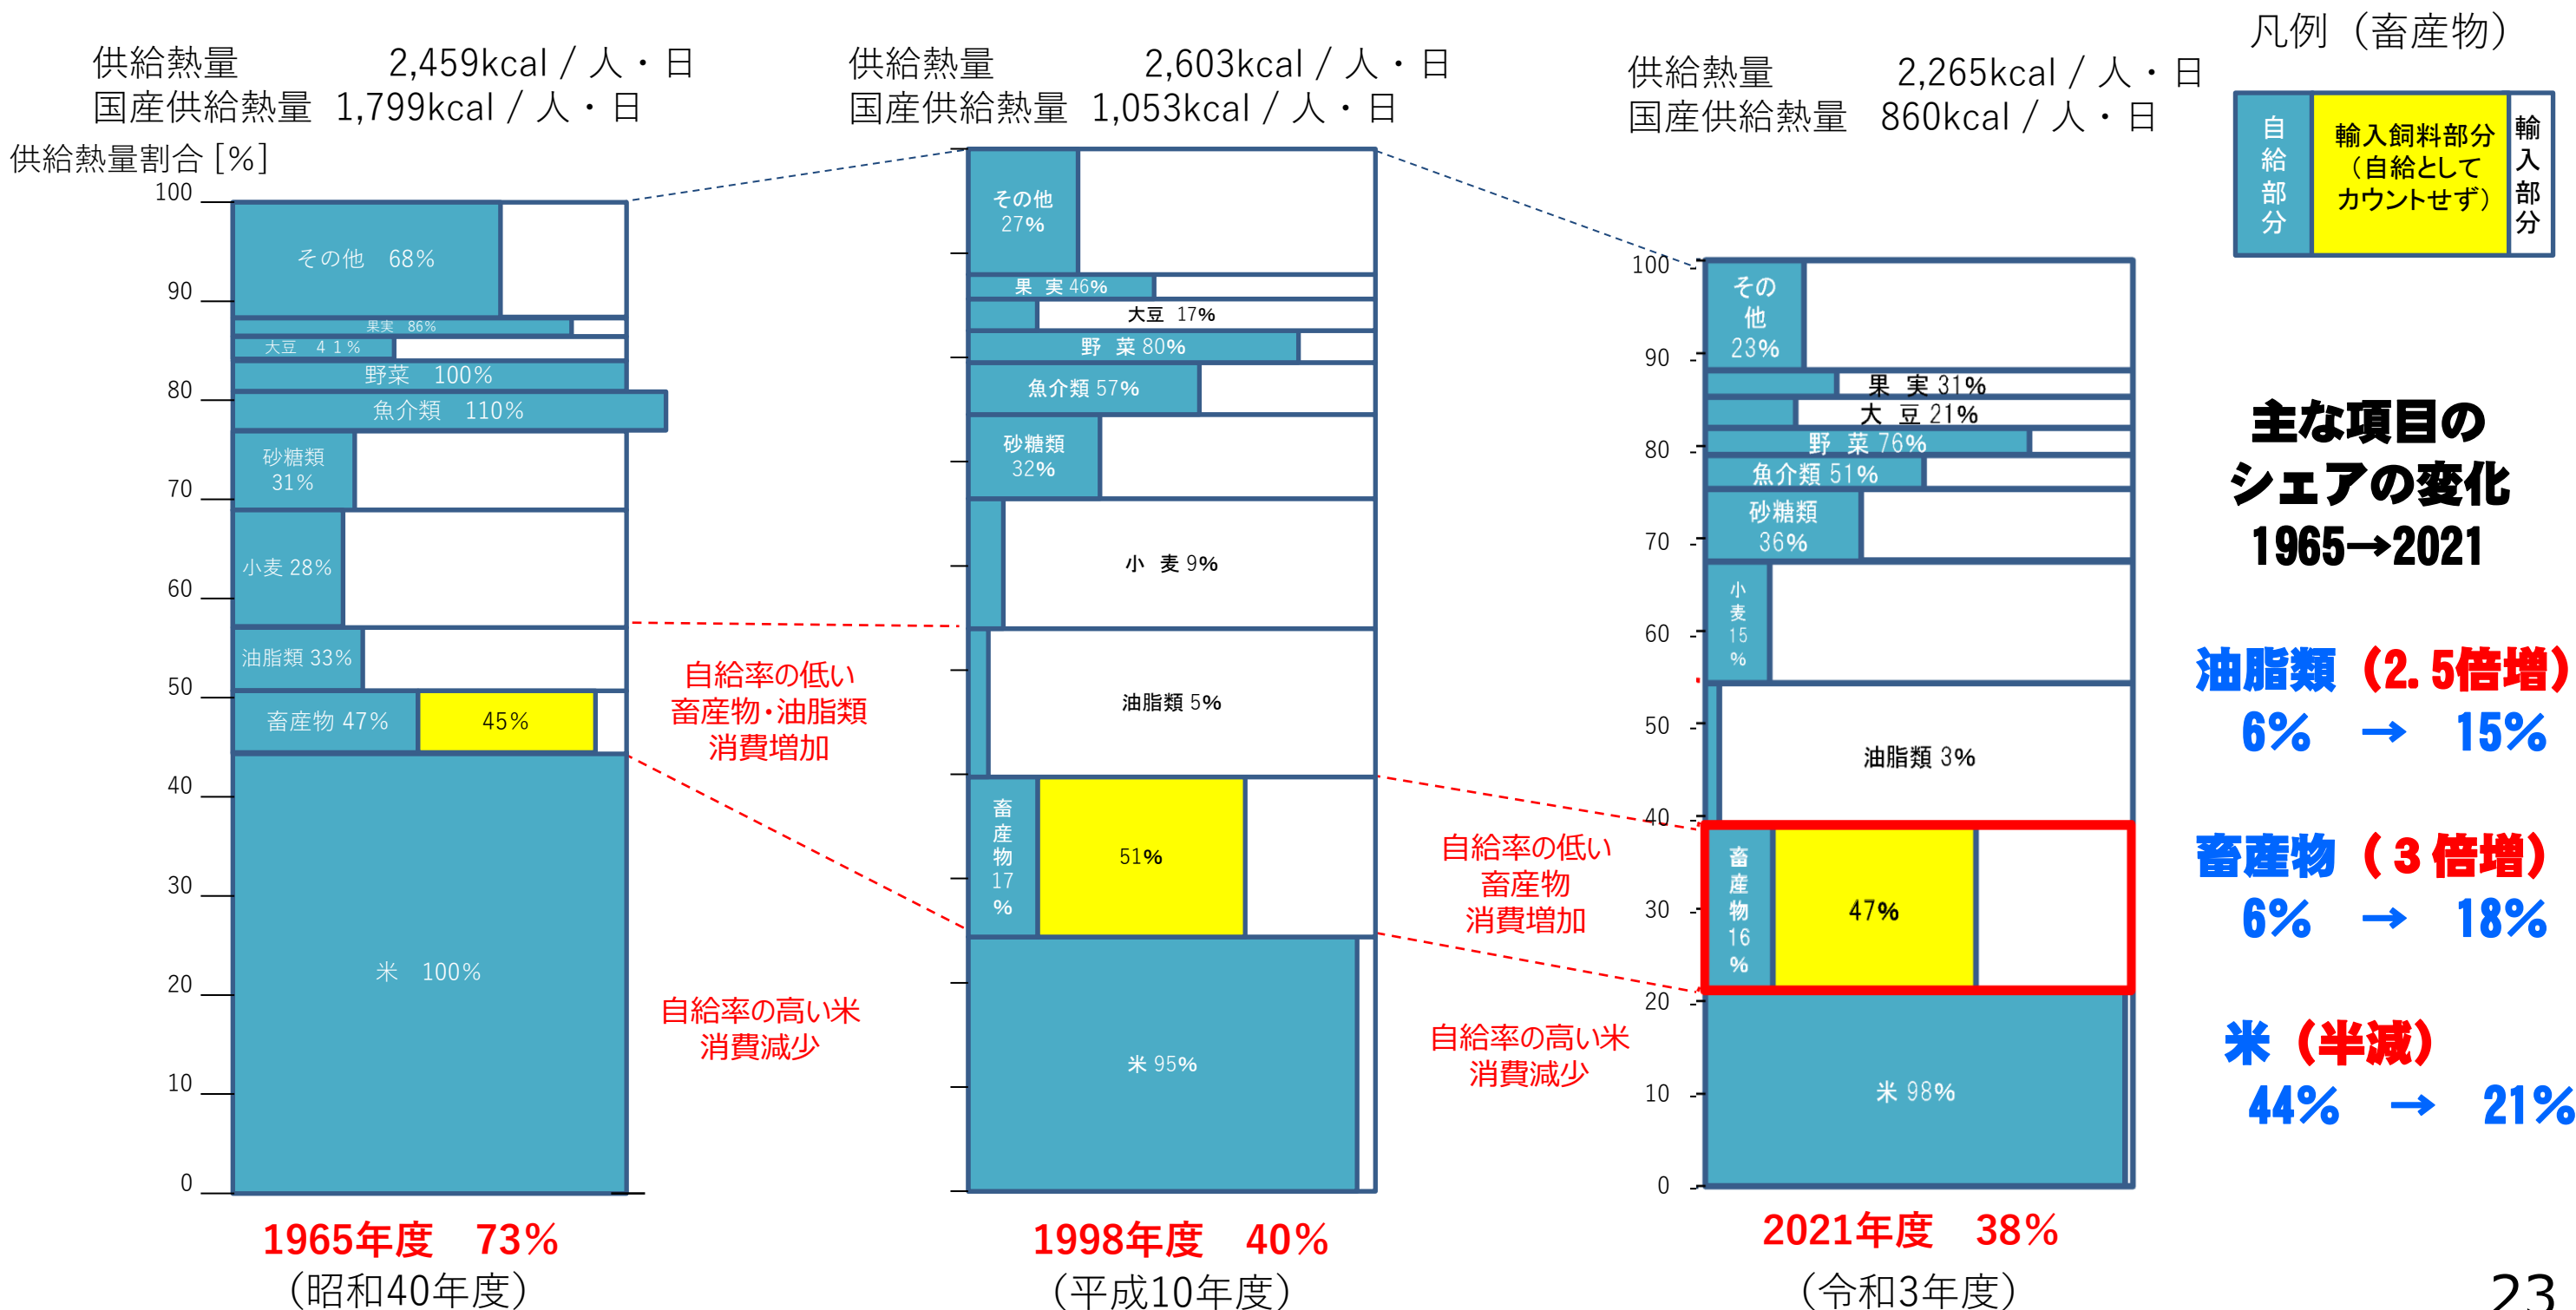 供給熱量 2,459kcal / 人・日
国産供給熱量 1,799kcal / 人・日
供給熱量割合 [%]
100
90
80
70
60
50
40
30
20
10
0
その他 68%
果実 86%
大豆 41%
野菜 100%
魚介類 110%
砂糖類
31%
小麦 28%
油脂類 33%
畜産物 47%
45%
米 100%
1965年度 73%
（昭和40年度）
自給率の低い
畜産物・油脂類
消費増加
自給率の高い米
消費減少
供給熱量 2,603kcal / 人・日
国産供給熱量 1,053kcal / 人・日
その他
27%
果 実 46%
大豆 17%
野 菜 80%
魚介類 57%
砂糖類
32%
小 麦 9%
油脂類 5%
畜
産
物
17
%
51%
米 95%
1998年度 40%
（平成10年度）
自給率の低い
畜産物
消費増加
自給率の高い米
消費減少
供給熱量 2,265kcal / 人・日
国産供給熱量 860kcal / 人・日
100
90
80
70
60
50
40
30
20
10
0
その
他
23%
果 実 31%
大 豆 21%
野 菜 76%
魚介類 51%
砂糖類
36%
小
麦
15
%
油脂類 3%
畜
産
物
16
%
47%
米 98%
2021年度 38%
（令和3年度）
凡例（畜産物）
自
給
部
分
輸入飼料部分
（自給として
カウントせず）
輸
入
部
分
主な項目の
シェアの変化
1965→2021
油脂類（2.5倍増）
6% → 15%
畜産物（３倍増）
6% → 18%
米（半減）
44% → 21%
23